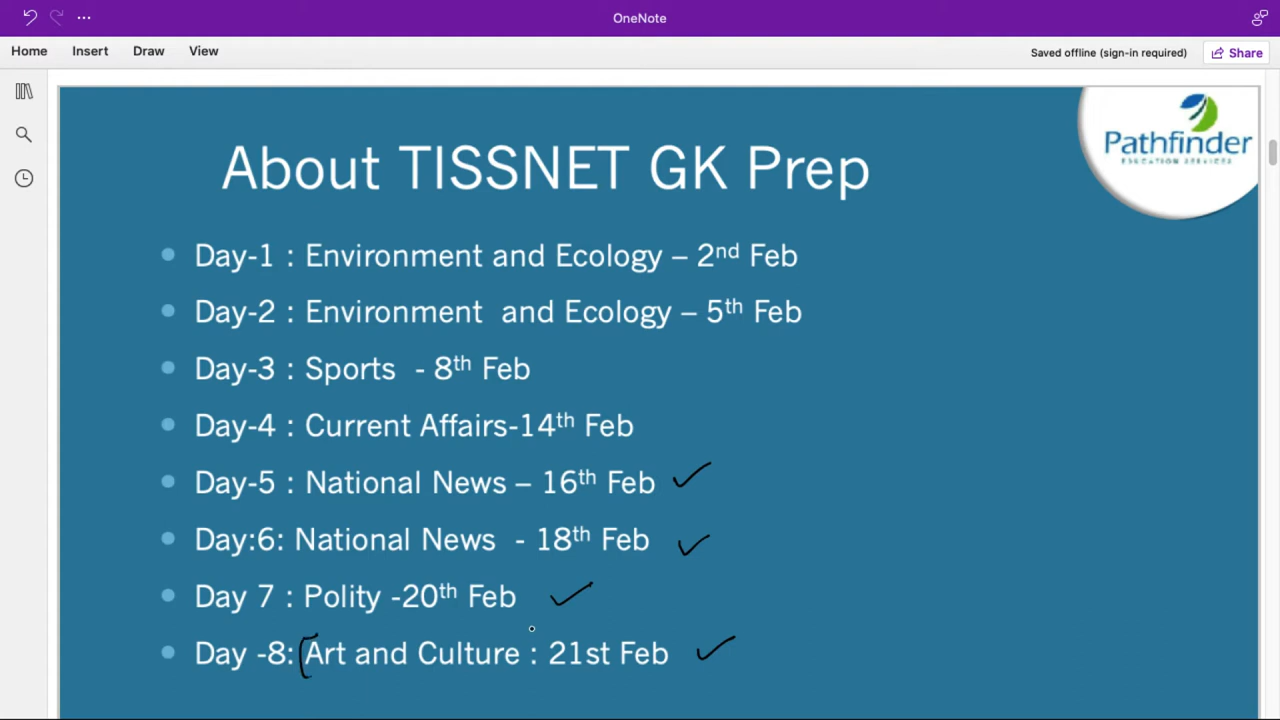 OneNote
Home Insert Draw View
Saved offline (sign-in required) Share
Pathfinder
EDUCATION SERVICES
About TISSNET GK Prep
Day-1 : Environment and Ecology – 2nd Feb
Day-2 : Environment and Ecology – 5th Feb
Day-3 : Sports - 8th Feb
Day-4 : Current Affairs-14th Feb
Day-5 : National News – 16th Feb
Day:6: National News - 18th Feb
Day 7 : Polity -20th Feb
Day -8: Art and Culture : 21st Feb